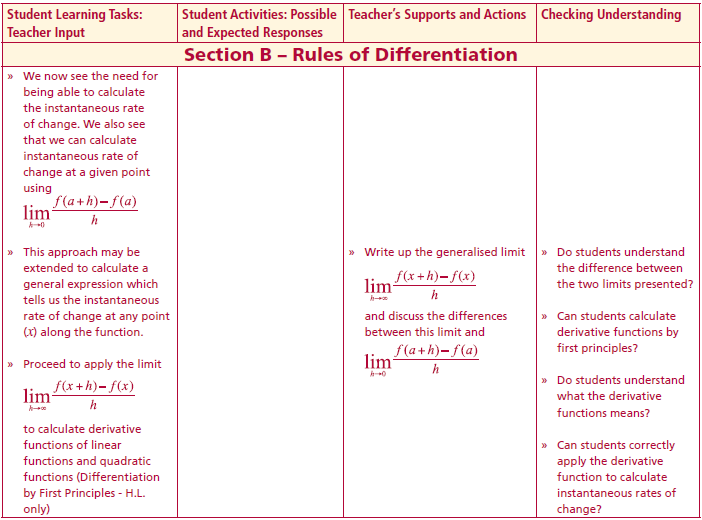 Student Learning Tasks:
Teacher Input
Student Activities: Possible
and Expected Responses
Teacher's Supports and Actions
Checking Understanding
Section B – Rules of Differentiation
» We now see the need for
being able to calculate
the instantaneous rate
of change. We also see
that we can calculate
instantaneous rate of
change at a given point
using
lim h→0 f(a+h)−f(a) / h
» This approach may be
extended to calculate a
general expression which
tells us the instantaneous
rate of change at any point
(x) along the function.
» Proceed to apply the limit
lim h→∞ f(x+h)−f(x) / h
to calculate derivative
functions of linear
functions and quadratic
functions (Differentiation
by First Principles - H.L.
only)
» Write up the generalised limit
lim h→∞ f(x+h)−f(x) / h
and discuss the differences
between this limit and
lim h→0 f(a+h)−f(a) / h
» Do students understand
the difference between
the two limits presented?
» Can students calculate
derivative functions by
first principles?
» Do students understand
what the derivative
functions means?
» Can students correctly
apply the derivative
function to calculate
instantaneous rates of
change?